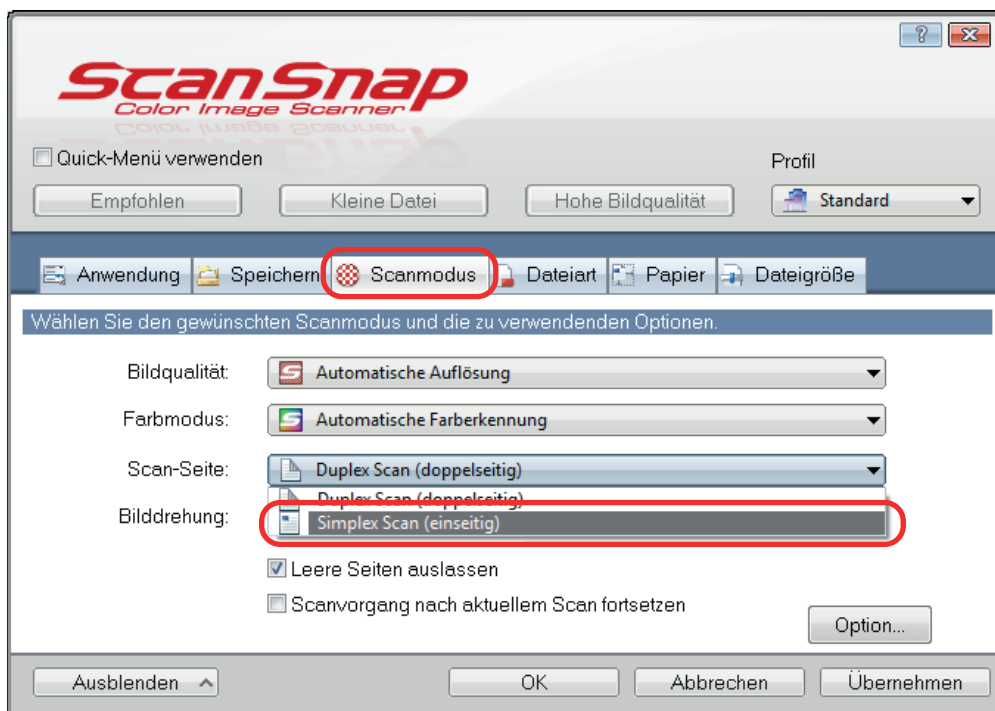 ScanSnap
Color Image Scanner
Quick-Menü verwenden
Profil
Empfohlen
Kleine Datei
Hohe Bildqualität
Standard
Anwendung
Speichern
Scanmodus
Dateiart
Papier
Dateigröße
Wählen Sie den gewünschten Scanmodus und die zu verwendenden Optionen.
Bildqualität:
Automatische Auflösung
Farbmodus:
Automatische Farberkennung
Scan-Seite:
Duplex Scan (doppelseitig)
Duplex Scan (doppelseitig)
Bilddrehung:
Simplex Scan (einseitig)
Leere Seiten auslassen
Scanvorgang nach aktuellem Scan fortsetzen
Option...
Ausblenden
OK
Abbrechen
Übernehmen